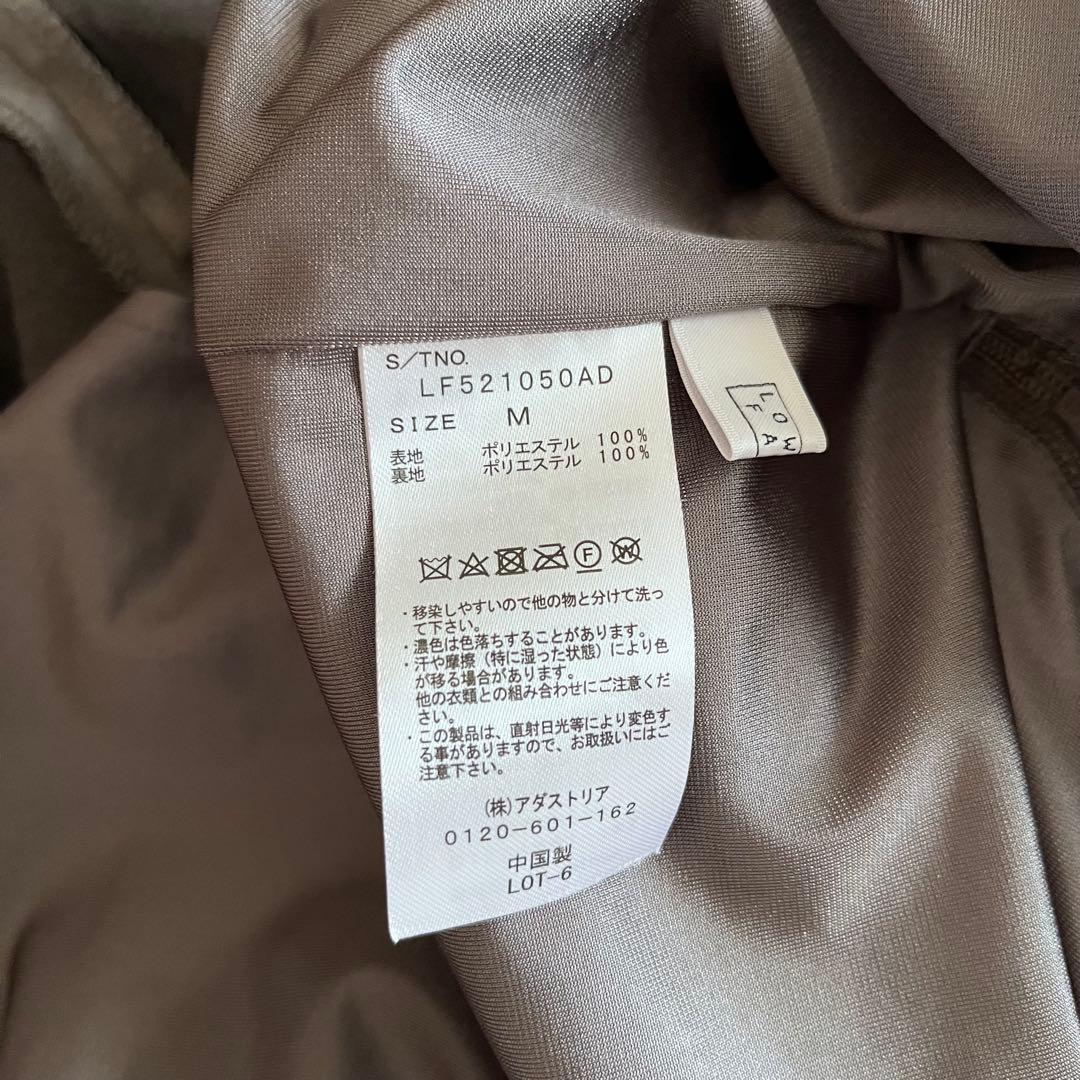 S/TNO.
LF521050AD
SIZE M
表地 ポリエステル 100%
裏地 ポリエステル 100%
F W
・移染しやすいので他の物と分けて洗っ
て下さい。
・濃色は色落ちすることがあります。
・汗や摩擦（特に湿った状態）により色
が移る場合があります。
他の衣類との組み合わせにご注意くだ
さい。
・この製品は、直射日光等により変色す
る事がありますので、お取扱いにはご
注意下さい。
(株)アダストリア
0120-601-162
中国製
LOT-6
LOW
FA